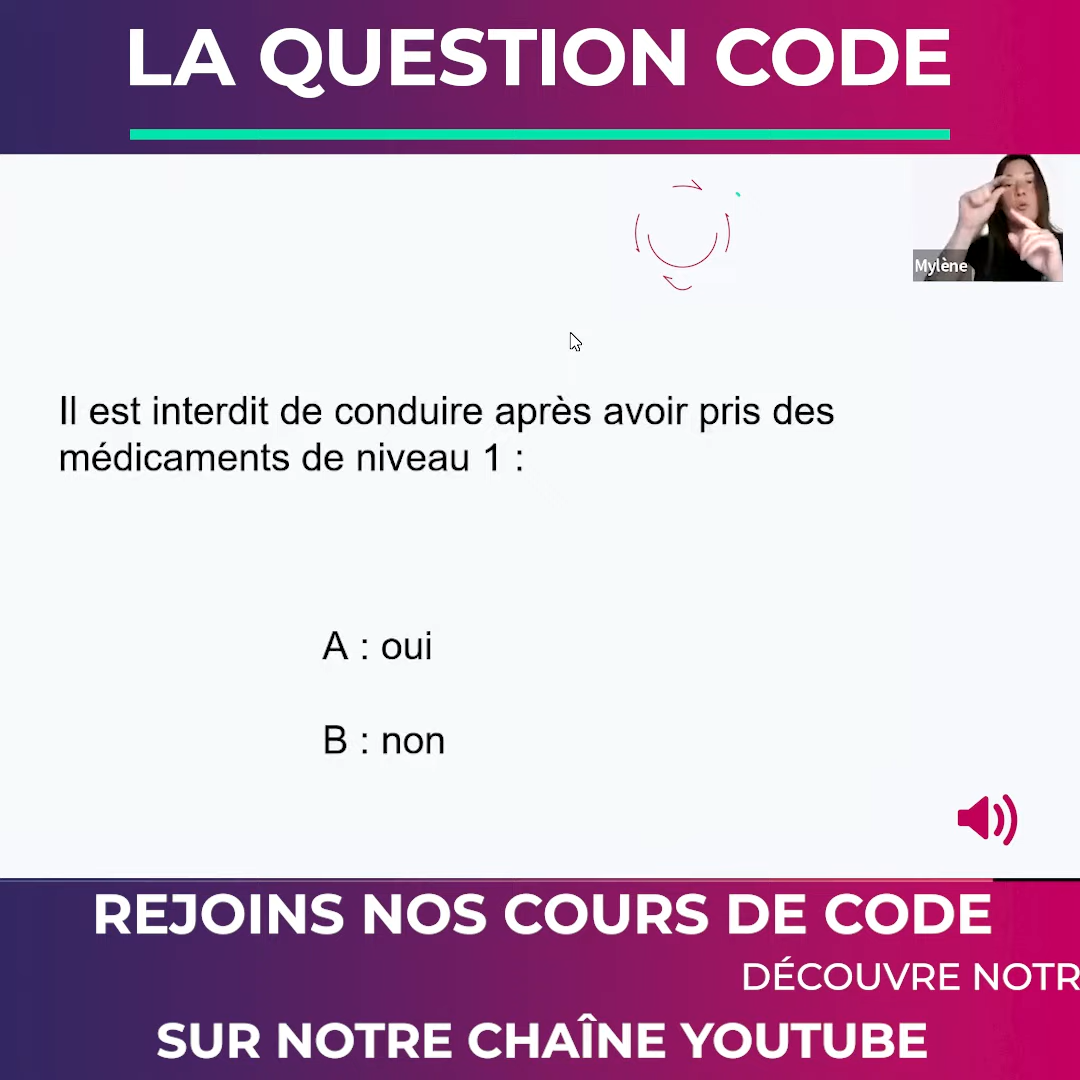 LA QUESTION CODE
Mylène
Il est interdit de conduire après avoir pris des
médicaments de niveau 1 :
A : oui
B : non
REJOINS NOS COURS DE CODE
DÉCOUVRE NOTR
SUR NOTRE CHAÎNE YOUTUBE